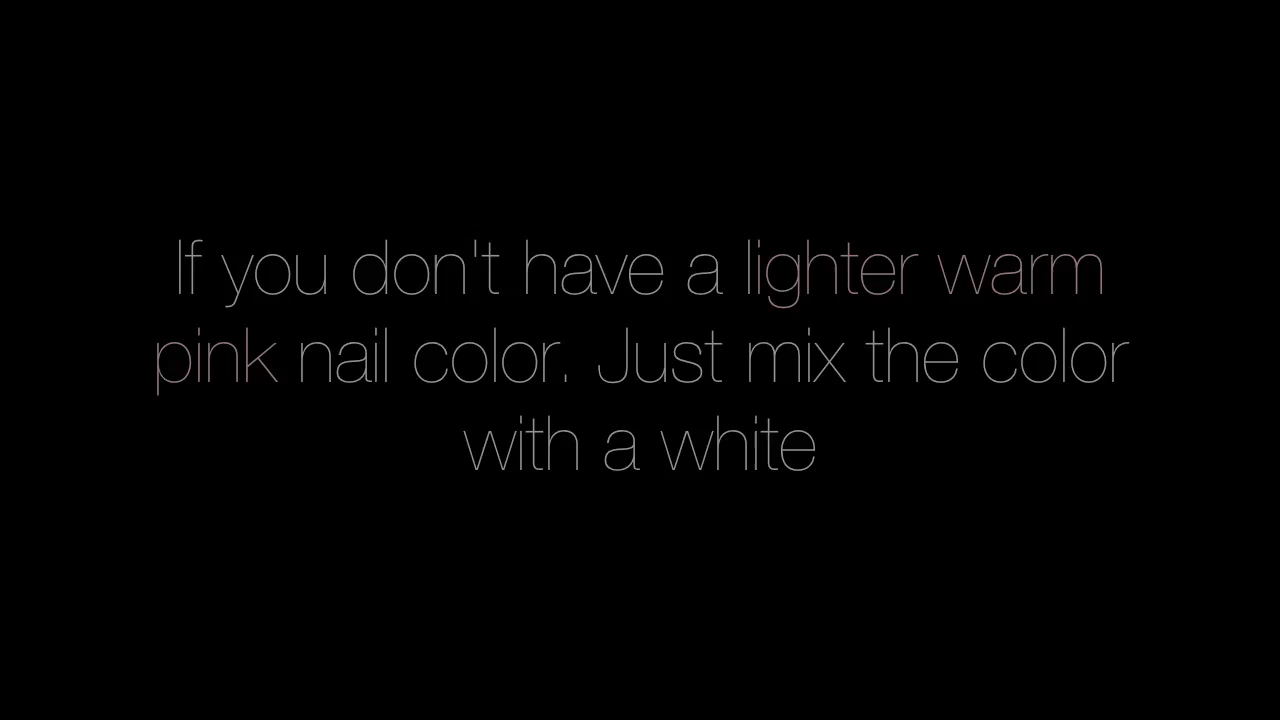 If you don't have a lighter warm
pink nail color. Just mix the color
with a white